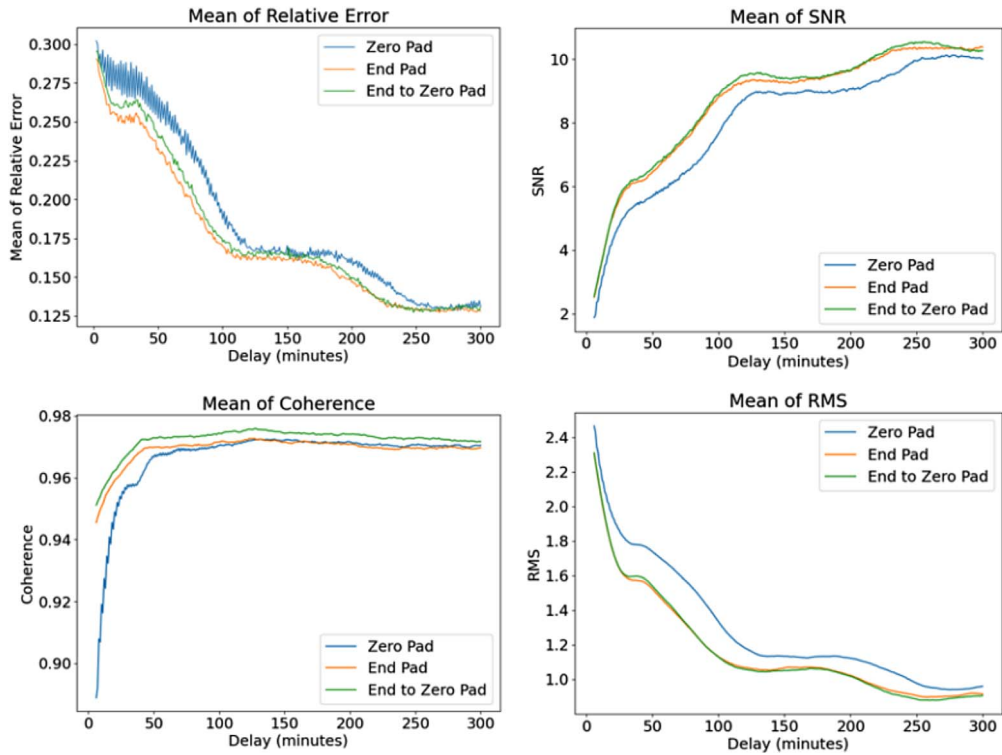 Mean of Relative Error
Mean of Relative Error
0.300
0.275
0.250
0.225
0.200
0.175
0.150
0.125
Zero Pad
End Pad
End to Zero Pad
0 50 100 150 200 250 300
Delay (minutes)
Mean of SNR
SNR
10
8
6
4
2
Zero Pad
End Pad
End to Zero Pad
0 50 100 150 200 250 300
Delay (minutes)
Mean of Coherence
Coherence
0.98
0.96
0.94
0.92
0.90
Zero Pad
End Pad
End to Zero Pad
0 50 100 150 200 250 300
Delay (minutes)
Mean of RMS
RMS
2.4
2.2
2.0
1.8
1.6
1.4
1.2
1.0
Zero Pad
End Pad
End to Zero Pad
0 50 100 150 200 250 300
Delay (minutes)